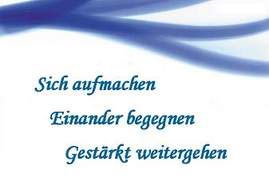 Sich aufmachen
Einander begegnen
Gestärkt weitergehen